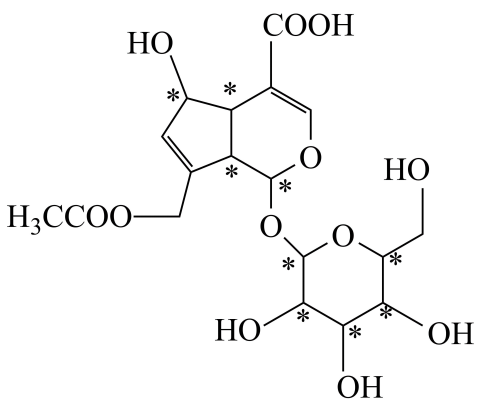 COOH
HO
* *
O
* *
HO
H₃CCOO
O O
* *
HO * * * OH
OH